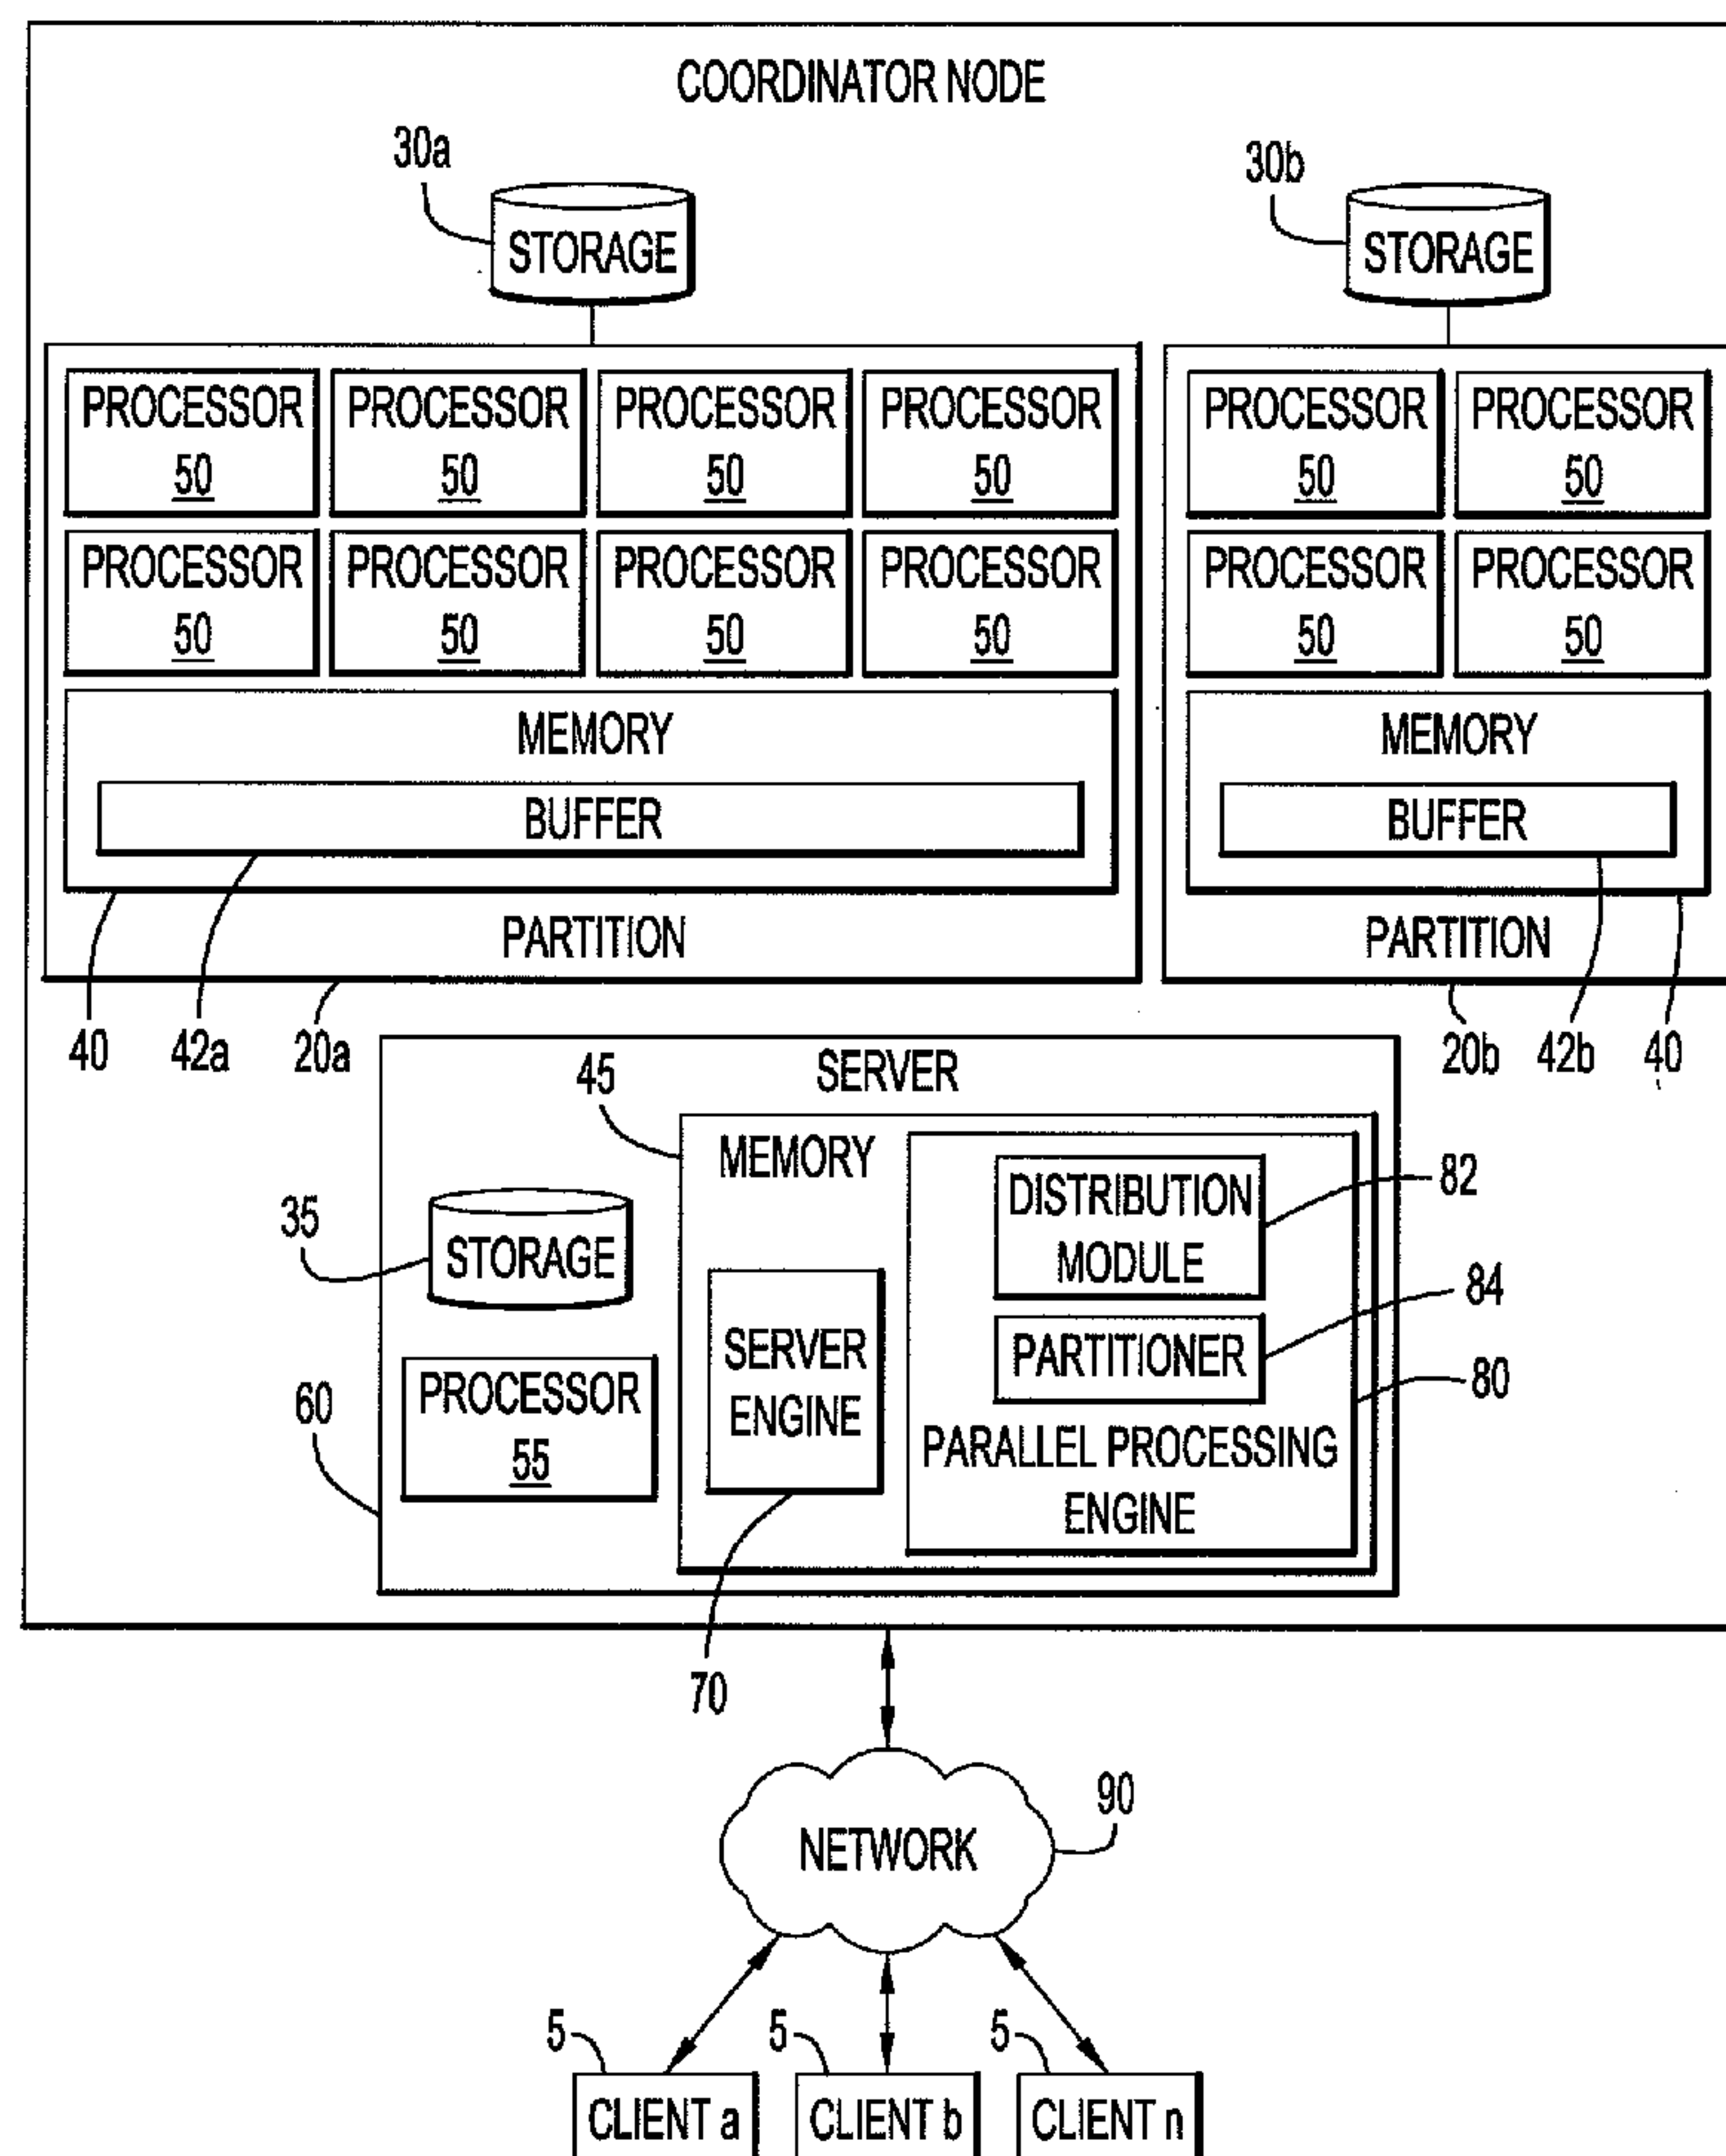 COORDINATOR NODE
30a
30b
STORAGE
STORAGE
PROCESSOR PROCESSOR PROCESSOR PROCESSOR
50 50 50 50
PROCESSOR PROCESSOR PROCESSOR PROCESSOR
50 50 50 50
MEMORY
BUFFER
PARTITION
PROCESSOR PROCESSOR
50 50
PROCESSOR PROCESSOR
50 50
MEMORY
BUFFER
PARTITION
40 42a 20a
20b 42b 40
SERVER
45
MEMORY
DISTRIBUTION
MODULE
82
35
STORAGE
84
SERVER
ENGINE
PARTITIONER
80
60
PROCESSOR
55
PARALLEL PROCESSING
ENGINE
70
90
NETWORK
5 5 5
CLIENT a CLIENT b CLIENT n